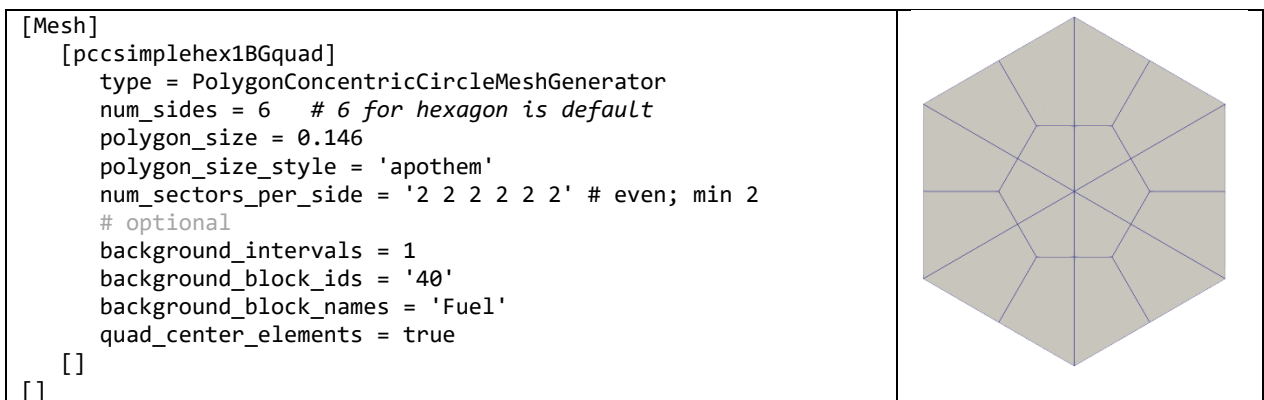 [Mesh]
[pccsimplehex1BGquad]
type = PolygonConcentricCircleMeshGenerator
num_sides = 6 # 6 for hexagon is default
polygon_size = 0.146
polygon_size_style = 'apothem'
num_sectors_per_side = '2 2 2 2 2 2' # even; min 2
# optional
background_intervals = 1
background_block_ids = '40'
background_block_names = 'Fuel'
quad_center_elements = true
[]
[]